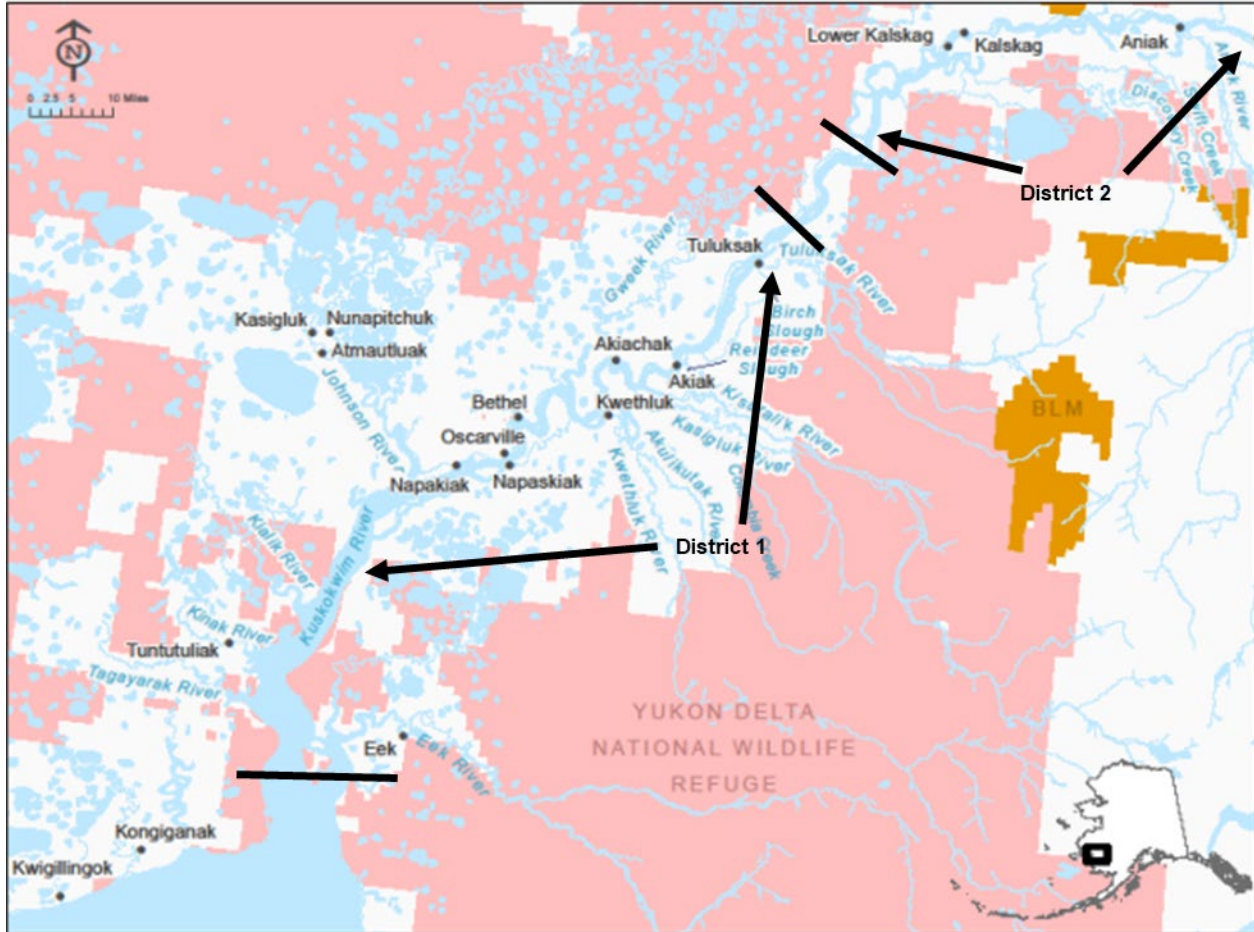 N
0 2.5 5 10 Miles
Lower Kalskag
Kalskag
Aniak
Aniak River
Discovery Creek
Swift Creek
District 2
Tuluksak
Tuluksak River
Gweek River
Birch
Slough
Reindeer
Slough
Kasigluk
Nunapitchuk
Atmautluak
Johnson River
Akiachak
Akiak
Kwethluk
Bethel
Oscarville
Napakiak
Napaskiak
Kasigluk River
Akulikutak River
Kwethluk River
Creek
BLM
District 1
Kialik River
Kuskokwim River
Kinak River
Tuntutuliak
Tagayarak River
Eek
Eek River
YUKON DELTA
NATIONAL WILDLIFE
REFUGE
Kongiganak
Kwigillingok